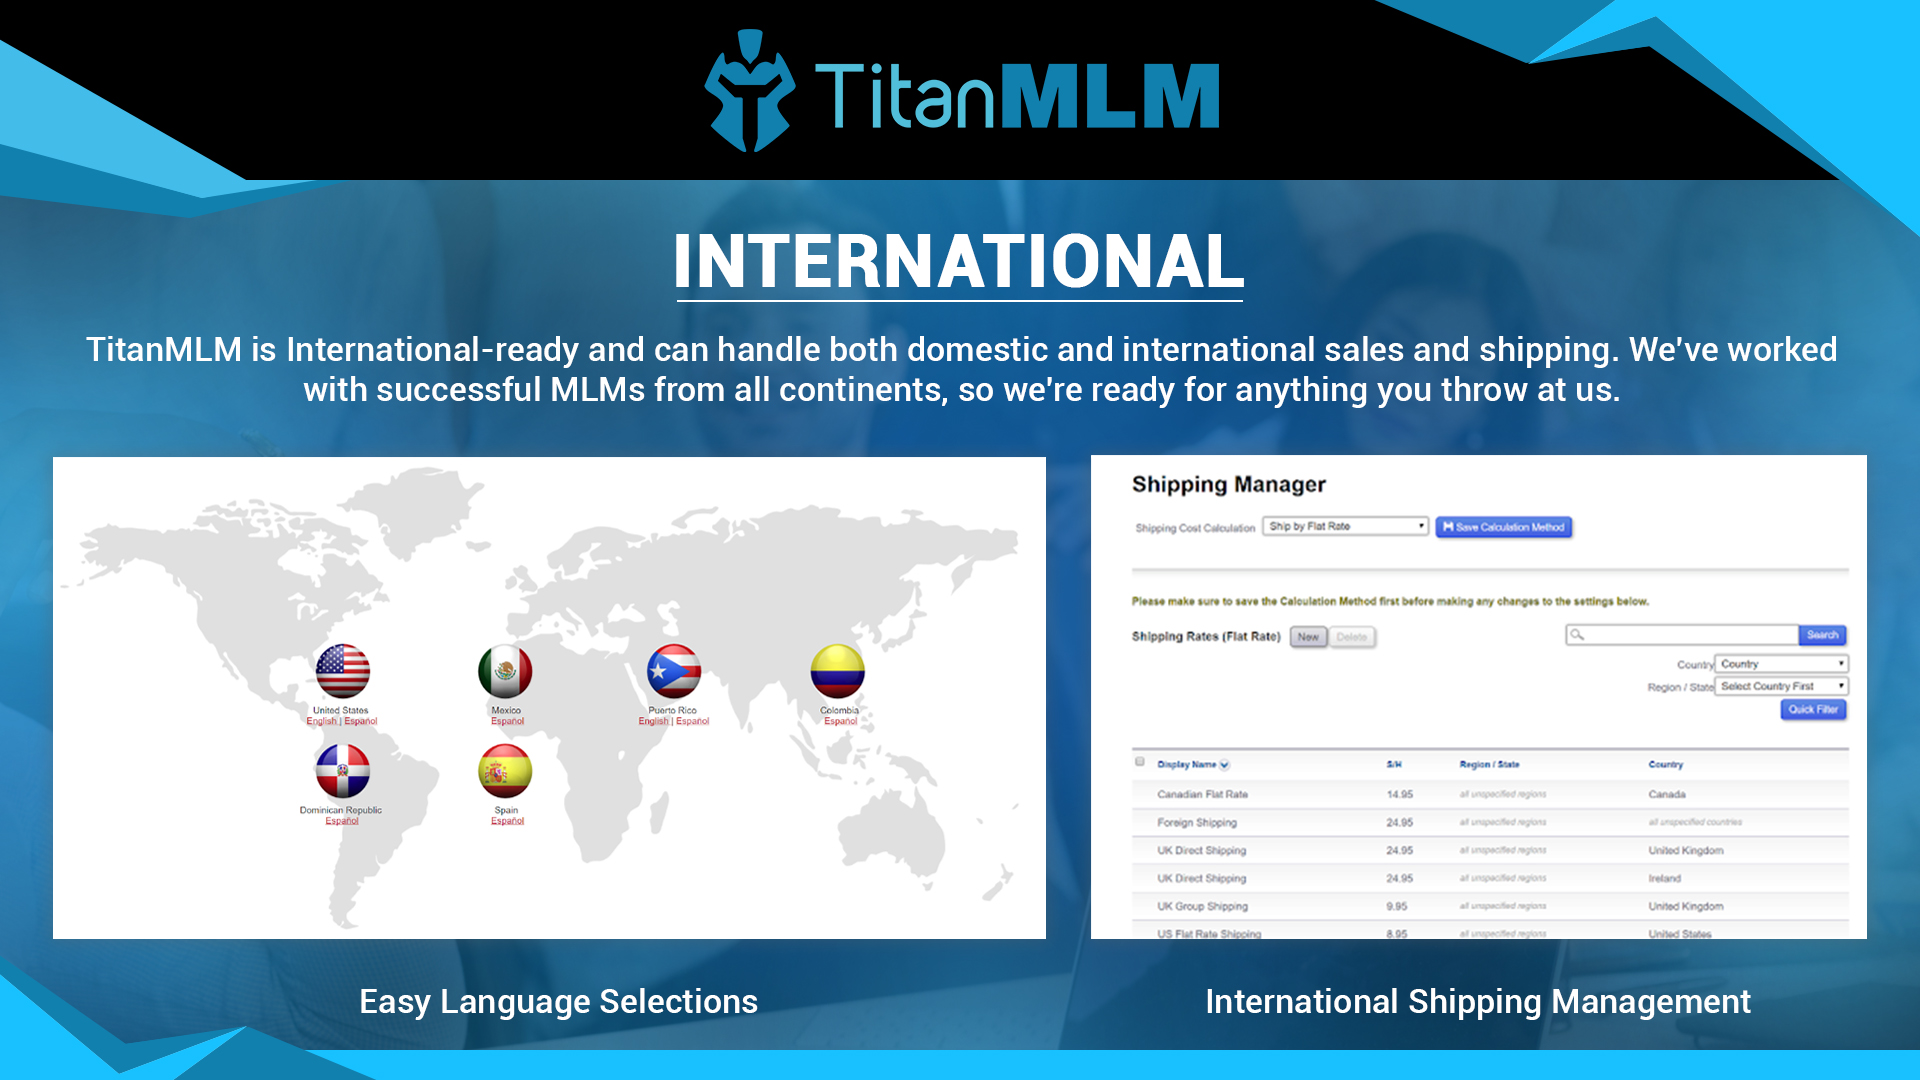 TitanMLM
INTERNATIONAL
TitanMLM is International-ready and can handle both domestic and international sales and shipping. We've worked
with successful MLMs from all continents, so we're ready for anything you throw at us.
United States
English | Español
Mexico
Español
Puerto Rico
English | Español
Colombia
Español
Dominican Republic
Español
Spain
Español
Easy Language Selections
Shipping Manager
Shipping Cost Calculation Ship by Flat Rate Save Calculation Method
Please make sure to save the Calculation Method first before making any changes to the settings below.
Shipping Rates (Flat Rate) New Delete Search
Country Country
Region / State Select Country First
Quick Filter
Display Name S/H Region / State Country
Canadian Flat Rate 14.95 all unspecified regions Canada
Foreign Shipping 24.95 all unspecified regions all unspecified countries
UK Direct Shipping 24.95 all unspecified regions United Kingdom
UK Direct Shipping 24.95 all unspecified regions Ireland
UK Group Shipping 9.95 all unspecified regions United Kingdom
US Flat Rate Shipping 8.95 all unspecified regions United States
International Shipping Management